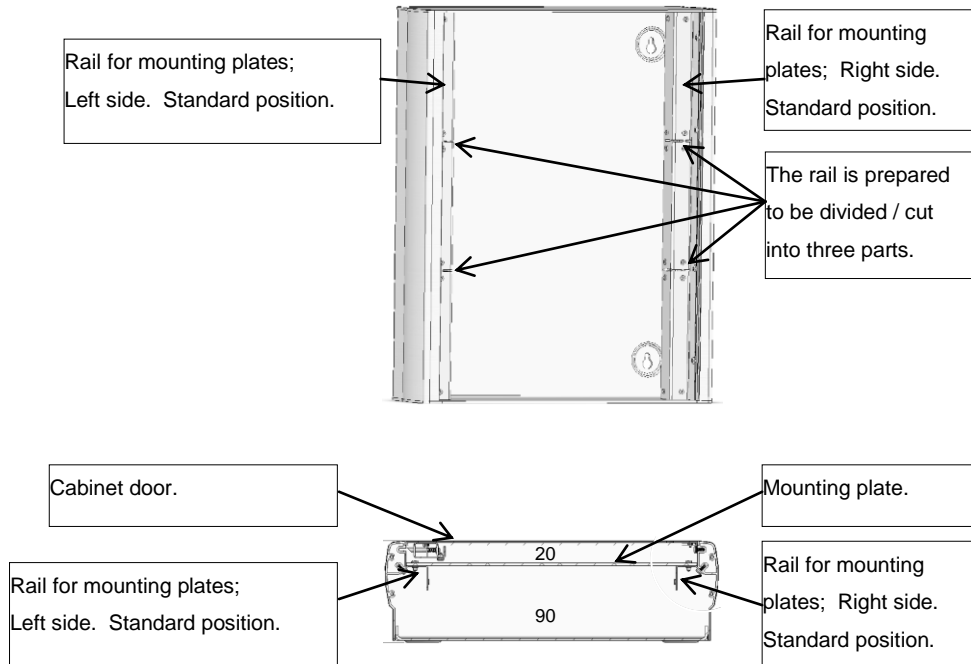 Rail for mounting plates;
Left side. Standard position.
Rail for mounting
plates; Right side.
Standard position.
The rail is prepared
to be divided / cut
into three parts.
Cabinet door.
Mounting plate.
20
Rail for mounting plates;
Left side. Standard position.
Rail for mounting
plates; Right side.
Standard position.
90